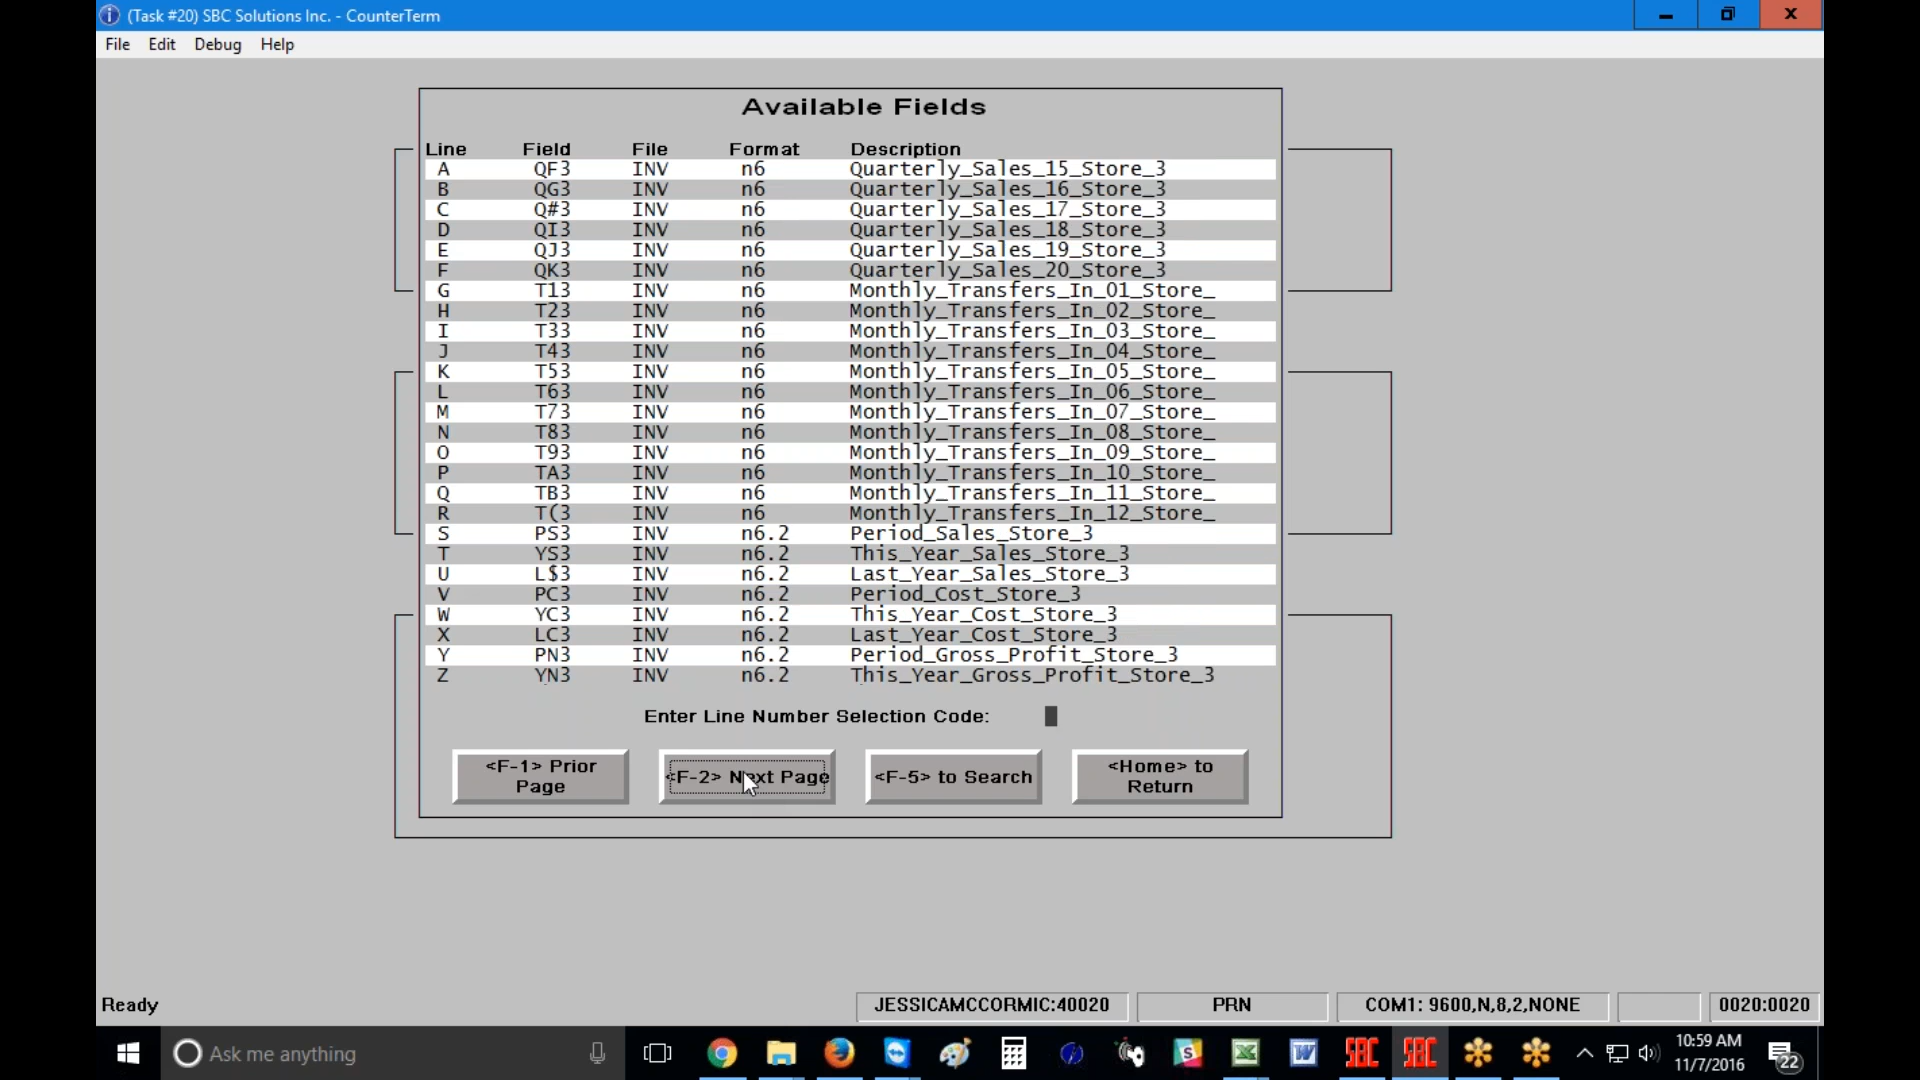 (Task #20) SBC Solutions Inc. - CounterTerm
File Edit Debug Help
Available Fields
Line Field File Format Description
A QF3 INV n6 Quarterly_Sales_15_Store_3
B QG3 INV n6 Quarterly_Sales_16_Store_3
C Q#3 INV n6 Quarterly_Sales_17_Store_3
D QI3 INV n6 Quarterly_Sales_18_Store_3
E QJ3 INV n6 Quarterly_Sales_19_Store_3
F QK3 INV n6 Quarterly_Sales_20_Store_3
G T13 INV n6 Monthly_Transfers_In_01_Store_
H T23 INV n6 Monthly_Transfers_In_02_Store_
I T33 INV n6 Monthly_Transfers_In_03_Store_
J T43 INV n6 Monthly_Transfers_In_04_Store_
K T53 INV n6 Monthly_Transfers_In_05_Store_
L T63 INV n6 Monthly_Transfers_In_06_Store_
M T73 INV n6 Monthly_Transfers_In_07_Store_
N T83 INV n6 Monthly_Transfers_In_08_Store_
O T93 INV n6 Monthly_Transfers_In_09_Store_
P TA3 INV n6 Monthly_Transfers_In_10_Store_
Q TB3 INV n6 Monthly_Transfers_In_11_Store_
R T(3 INV n6 Monthly_Transfers_In_12_Store_
S PS3 INV n6.2 Period_Sales_Store_3
T YS3 INV n6.2 This_Year_Sales_Store_3
U L$3 INV n6.2 Last_Year_Sales_Store_3
V PC3 INV n6.2 Period_Cost_Store_3
W YC3 INV n6.2 This_Year_Cost_Store_3
X LC3 INV n6.2 Last_Year_Cost_Store_3
Y PN3 INV n6.2 Period_Gross_Profit_Store_3
Z YN3 INV n6.2 This_Year_Gross_Profit_Store_3
Enter Line Number Selection Code:
<F-1> Prior
Page
<F-2> Next Page
<F-5> to Search
<Home> to
Return
Ready JESSICAMCCORMIC:40020 PRN COM1: 9600,N,8,2,NONE 0020:0020
Ask me anything
S W SBC SBC
10:59 AM
11/7/2016
22